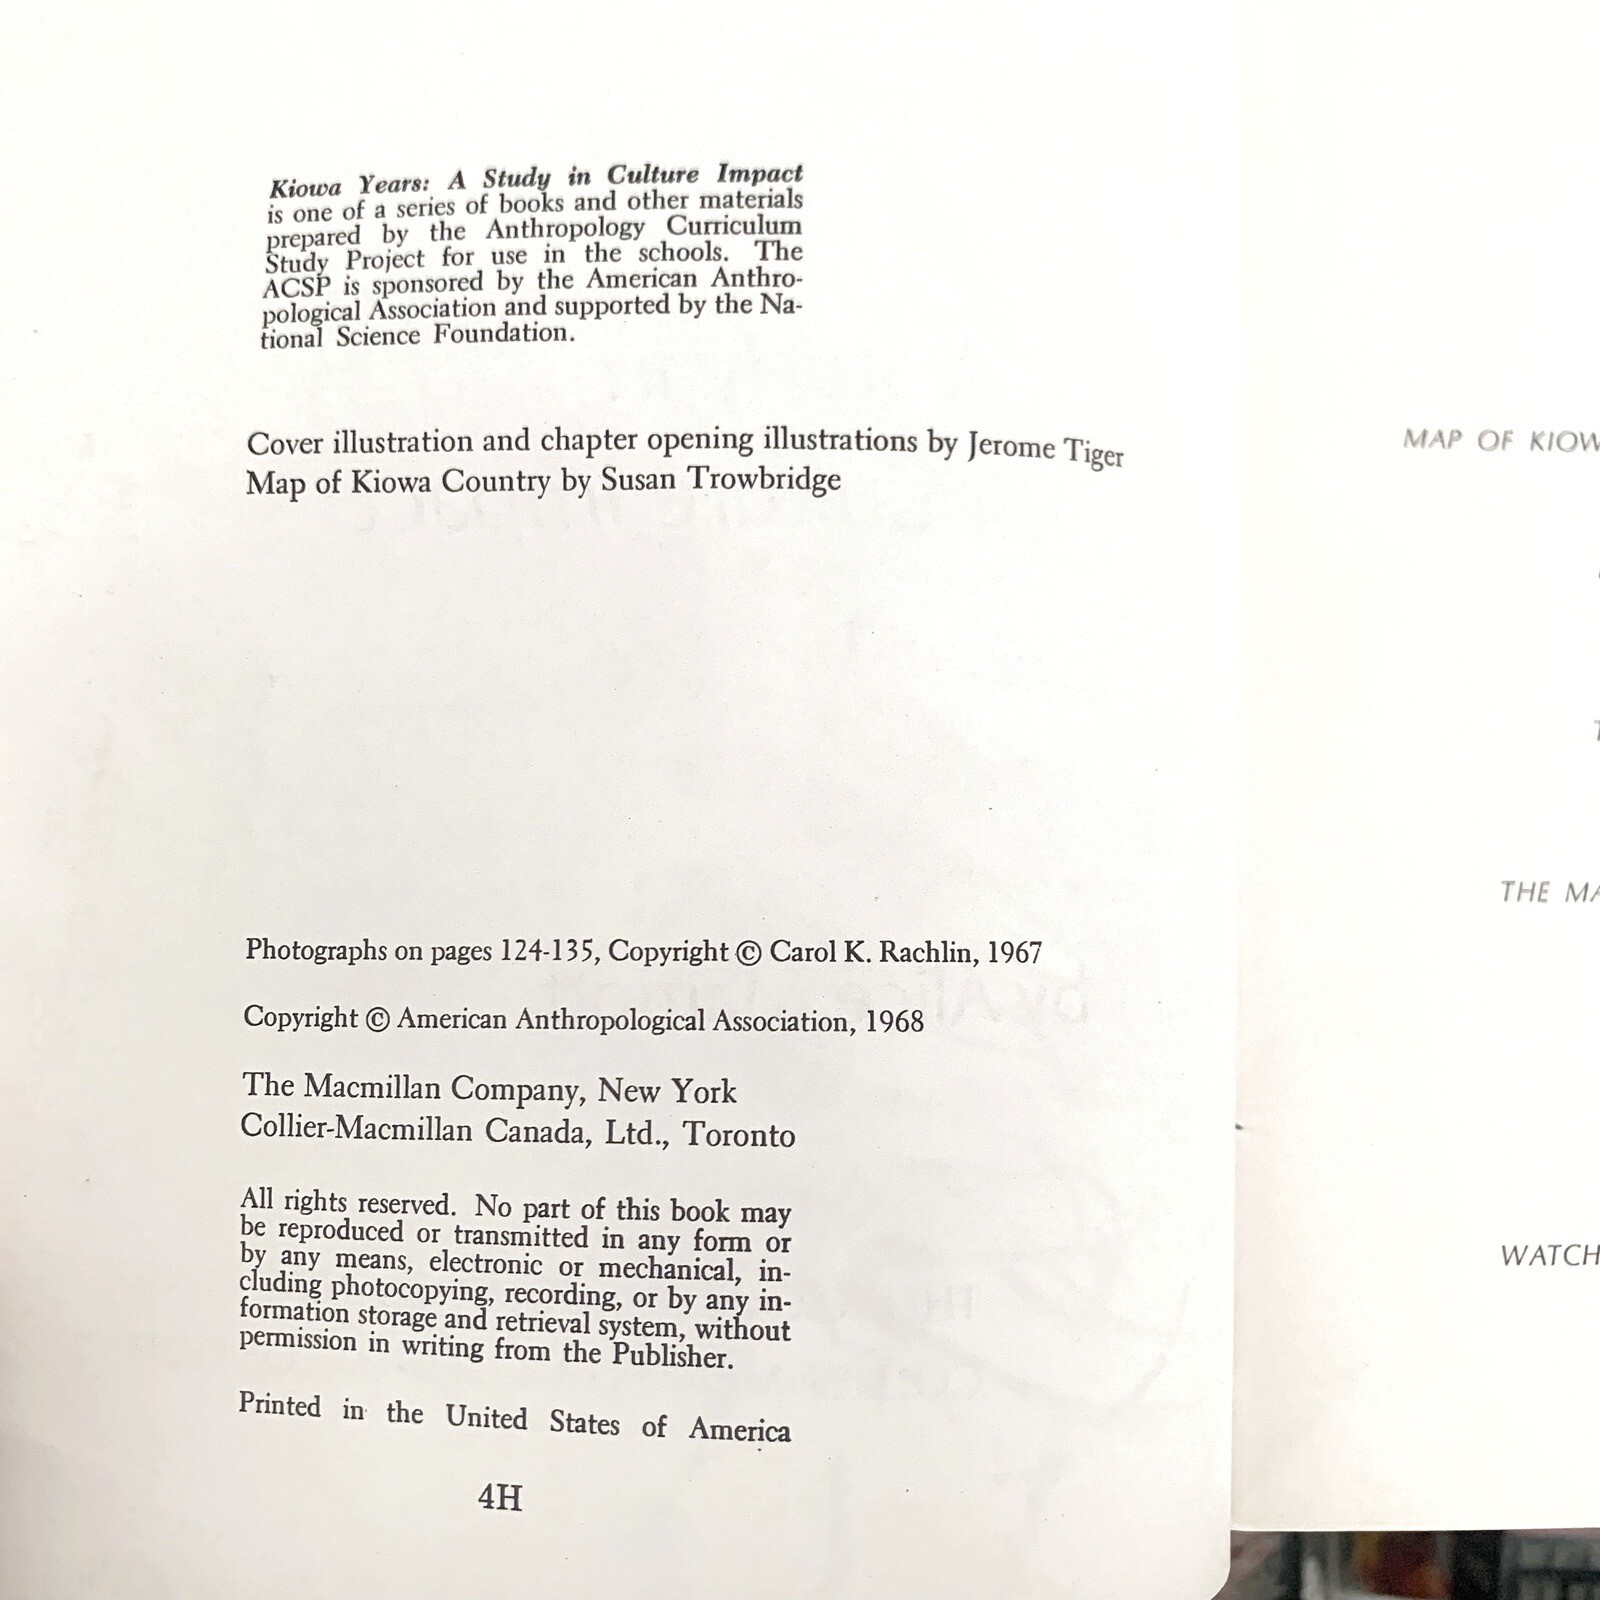 Kiowa Years: A Study in Culture Impact
is one of a series of books and other materials
prepared by the Anthropology Curriculum
Study Project for use in the schools. The
ACSP is sponsored by the American Anthro-
pological Association and supported by the Na-
tional Science Foundation.
Cover illustration and chapter opening illustrations by Jerome Tiger
Map of Kiowa Country by Susan Trowbridge
Photographs on pages 124-135, Copyright © Carol K. Rachlin, 1967
Copyright © American Anthropological Association, 1968
The Macmillan Company, New York
Collier-Macmillan Canada, Ltd., Toronto
All rights reserved. No part of this book may
be reproduced or transmitted in any form or
by any means, electronic or mechanical, in-
cluding photocopying, recording, or by any in-
formation storage and retrieval system, without
permission in writing from the Publisher.
Printed in the United States of America
4H
MAP OF KIOW
THE MA
WATCH